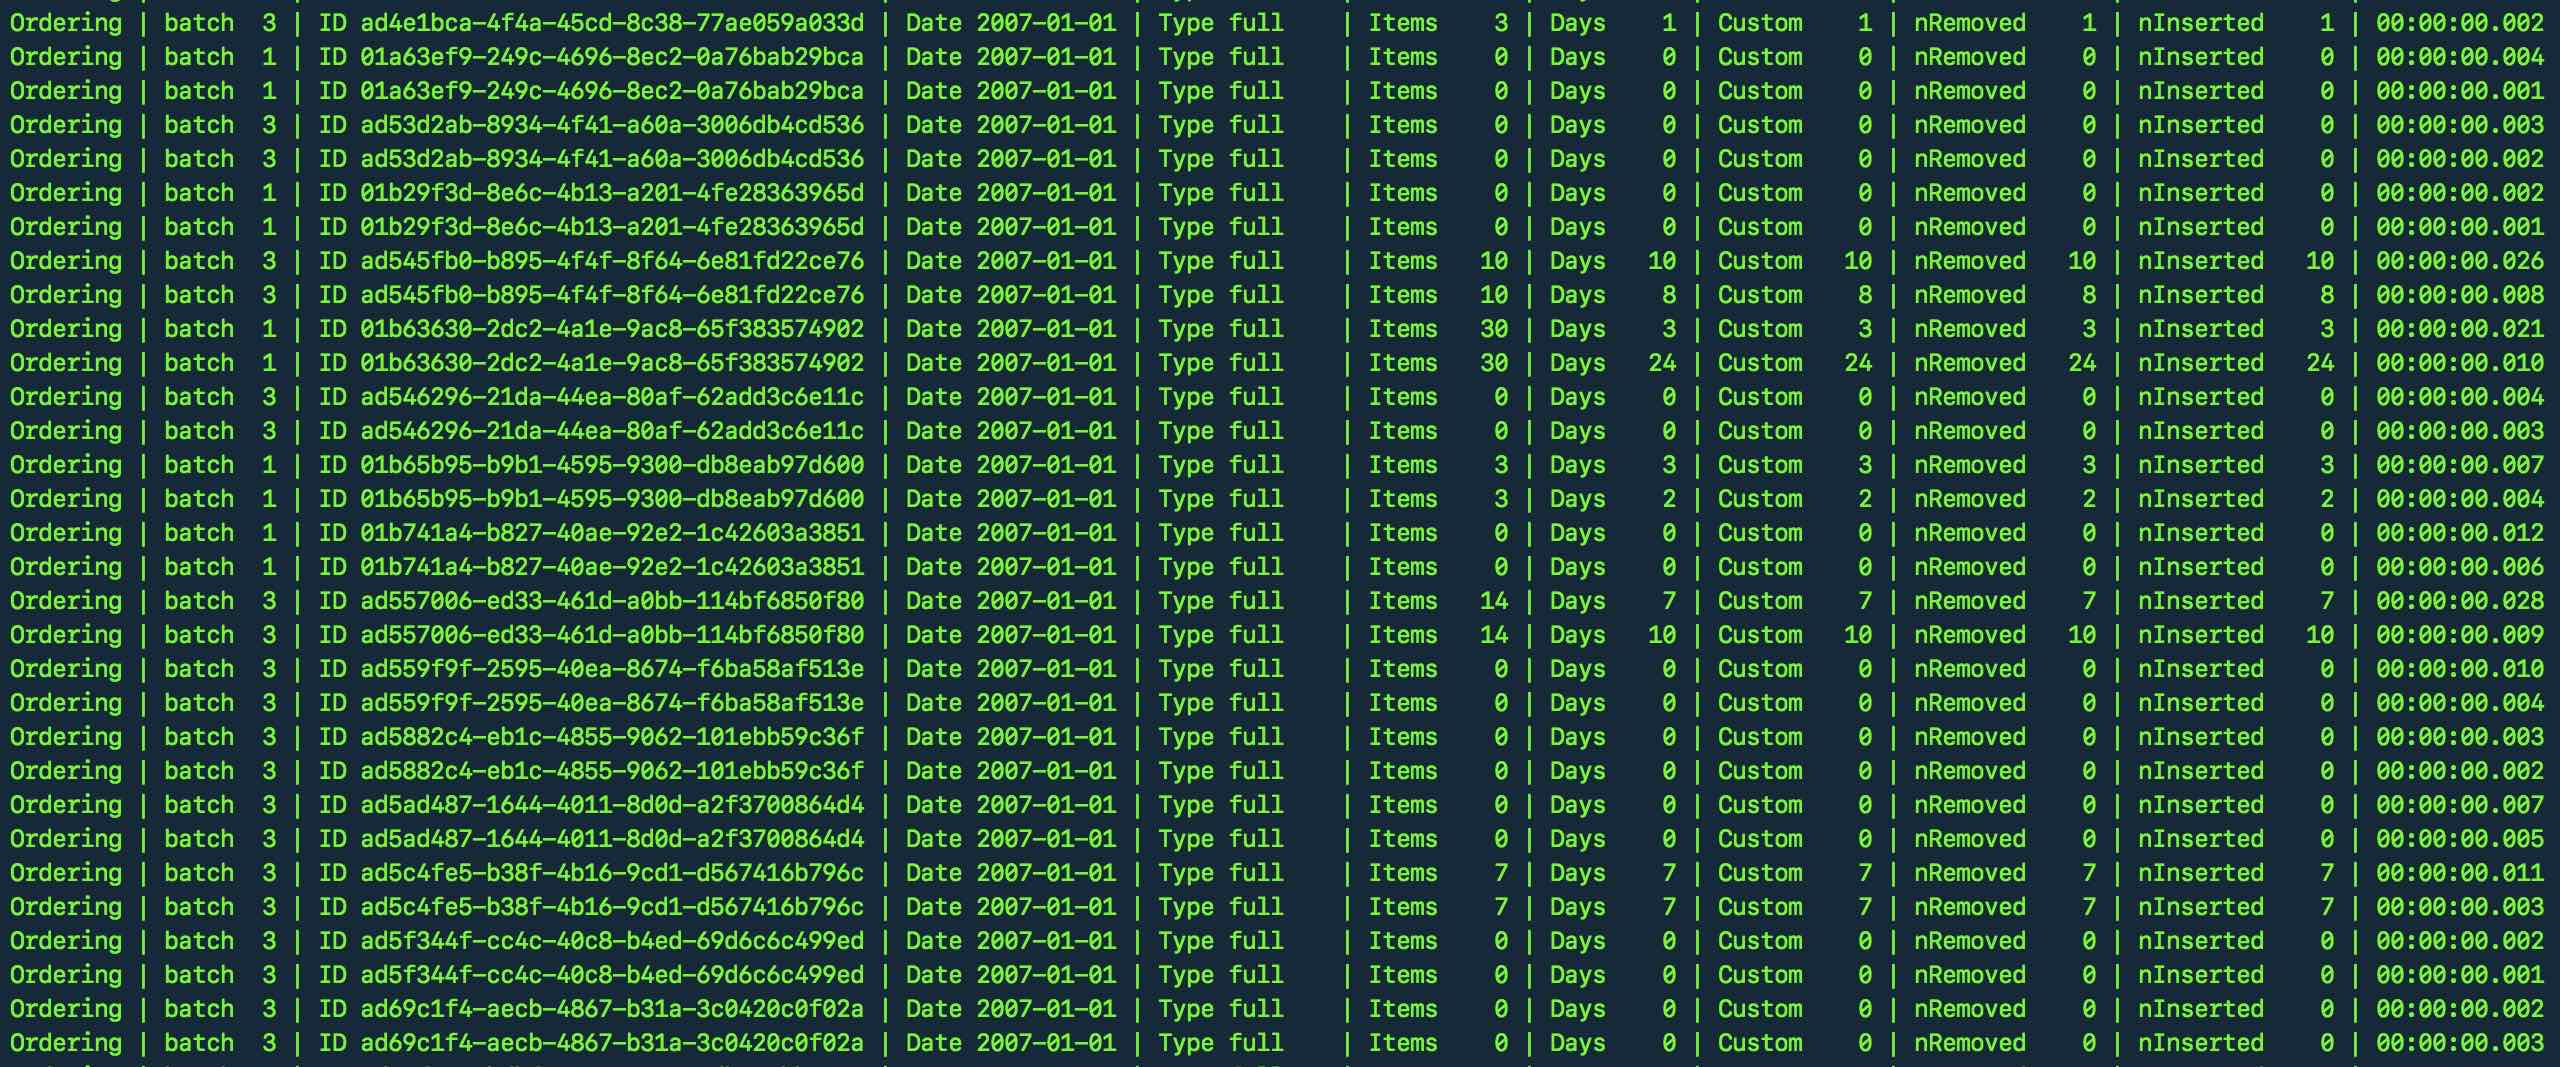 Ordering | batch  3 | ID ad4e1bca-4f4a-45cd-8c38-77ae059a033d | Date 2007-01-01 | Type full    | Items   3 | Days   1 | Custom   1 | nRemoved   1 | nInserted   1 | 00:00:00.002
Ordering | batch  1 | ID 01a63ef9-249c-4696-8ec2-0a76bab29bca | Date 2007-01-01 | Type full    | Items   0 | Days   0 | Custom   0 | nRemoved   0 | nInserted   0 | 00:00:00.004
Ordering | batch  1 | ID 01a63ef9-249c-4696-8ec2-0a76bab29bca | Date 2007-01-01 | Type full    | Items   0 | Days   0 | Custom   0 | nRemoved   0 | nInserted   0 | 00:00:00.001
Ordering | batch  3 | ID ad53d2ab-8934-4f41-a60a-3006db4cd536 | Date 2007-01-01 | Type full    | Items   0 | Days   0 | Custom   0 | nRemoved   0 | nInserted   0 | 00:00:00.003
Ordering | batch  3 | ID ad53d2ab-8934-4f41-a60a-3006db4cd536 | Date 2007-01-01 | Type full    | Items   0 | Days   0 | Custom   0 | nRemoved   0 | nInserted   0 | 00:00:00.002
Ordering | batch  1 | ID 01b29f3d-8e6c-4b13-a201-4fe28363965d | Date 2007-01-01 | Type full    | Items   0 | Days   0 | Custom   0 | nRemoved   0 | nInserted   0 | 00:00:00.002
Ordering | batch  1 | ID 01b29f3d-8e6c-4b13-a201-4fe28363965d | Date 2007-01-01 | Type full    | Items   0 | Days   0 | Custom   0 | nRemoved   0 | nInserted   0 | 00:00:00.001
Ordering | batch  3 | ID ad545fb0-b895-4f4f-8f64-6e81fd22ce76 | Date 2007-01-01 | Type full    | Items  10 | Days  10 | Custom  10 | nRemoved  10 | nInserted  10 | 00:00:00.026
Ordering | batch  3 | ID ad545fb0-b895-4f4f-8f64-6e81fd22ce76 | Date 2007-01-01 | Type full    | Items  10 | Days   8 | Custom   8 | nRemoved   8 | nInserted   8 | 00:00:00.008
Ordering | batch  1 | ID 01b63630-2dc2-4a1e-9ac8-65f383574902 | Date 2007-01-01 | Type full    | Items  30 | Days   3 | Custom   3 | nRemoved   3 | nInserted   3 | 00:00:00.021
Ordering | batch  1 | ID 01b63630-2dc2-4a1e-9ac8-65f383574902 | Date 2007-01-01 | Type full    | Items  30 | Days  24 | Custom  24 | nRemoved  24 | nInserted  24 | 00:00:00.010
Ordering | batch  3 | ID ad546296-21da-44ea-80af-62add3c6e11c | Date 2007-01-01 | Type full    | Items   0 | Days   0 | Custom   0 | nRemoved   0 | nInserted   0 | 00:00:00.004
Ordering | batch  3 | ID ad546296-21da-44ea-80af-62add3c6e11c | Date 2007-01-01 | Type full    | Items   0 | Days   0 | Custom   0 | nRemoved   0 | nInserted   0 | 00:00:00.003
Ordering | batch  1 | ID 01b65b95-b9b1-4595-9300-db8eab97d600 | Date 2007-01-01 | Type full    | Items   3 | Days   3 | Custom   3 | nRemoved   3 | nInserted   3 | 00:00:00.007
Ordering | batch  1 | ID 01b65b95-b9b1-4595-9300-db8eab97d600 | Date 2007-01-01 | Type full    | Items   3 | Days   2 | Custom   2 | nRemoved   2 | nInserted   2 | 00:00:00.004
Ordering | batch  1 | ID 01b741a4-b827-40ae-92e2-1c42603a3851 | Date 2007-01-01 | Type full    | Items   0 | Days   0 | Custom   0 | nRemoved   0 | nInserted   0 | 00:00:00.012
Ordering | batch  1 | ID 01b741a4-b827-40ae-92e2-1c42603a3851 | Date 2007-01-01 | Type full    | Items   0 | Days   0 | Custom   0 | nRemoved   0 | nInserted   0 | 00:00:00.006
Ordering | batch  3 | ID ad557006-ed33-461d-a0bb-114bf6850f80 | Date 2007-01-01 | Type full    | Items  14 | Days   7 | Custom   7 | nRemoved   7 | nInserted   7 | 00:00:00.028
Ordering | batch  3 | ID ad557006-ed33-461d-a0bb-114bf6850f80 | Date 2007-01-01 | Type full    | Items  14 | Days  10 | Custom  10 | nRemoved  10 | nInserted  10 | 00:00:00.009
Ordering | batch  3 | ID ad559f9f-2595-40ea-8674-f6ba58af513e | Date 2007-01-01 | Type full    | Items   0 | Days   0 | Custom   0 | nRemoved   0 | nInserted   0 | 00:00:00.010
Ordering | batch  3 | ID ad559f9f-2595-40ea-8674-f6ba58af513e | Date 2007-01-01 | Type full    | Items   0 | Days   0 | Custom   0 | nRemoved   0 | nInserted   0 | 00:00:00.004
Ordering | batch  3 | ID ad5882c4-eb1c-4855-9062-101ebb59c36f | Date 2007-01-01 | Type full    | Items   0 | Days   0 | Custom   0 | nRemoved   0 | nInserted   0 | 00:00:00.003
Ordering | batch  3 | ID ad5882c4-eb1c-4855-9062-101ebb59c36f | Date 2007-01-01 | Type full    | Items   0 | Days   0 | Custom   0 | nRemoved   0 | nInserted   0 | 00:00:00.002
Ordering | batch  3 | ID ad5ad487-1644-4011-8d0d-a2f3700864d4 | Date 2007-01-01 | Type full    | Items   0 | Days   0 | Custom   0 | nRemoved   0 | nInserted   0 | 00:00:00.007
Ordering | batch  3 | ID ad5ad487-1644-4011-8d0d-a2f3700864d4 | Date 2007-01-01 | Type full    | Items   0 | Days   0 | Custom   0 | nRemoved   0 | nInserted   0 | 00:00:00.005
Ordering | batch  3 | ID ad5c4fe5-b38f-4b16-9cd1-d567416b796c | Date 2007-01-01 | Type full    | Items   7 | Days   7 | Custom   7 | nRemoved   7 | nInserted   7 | 00:00:00.011
Ordering | batch  3 | ID ad5c4fe5-b38f-4b16-9cd1-d567416b796c | Date 2007-01-01 | Type full    | Items   7 | Days   7 | Custom   7 | nRemoved   7 | nInserted   7 | 00:00:00.003
Ordering | batch  3 | ID ad5f344f-cc4c-40c8-b4ed-69d6c6c499ed | Date 2007-01-01 | Type full    | Items   0 | Days   0 | Custom   0 | nRemoved   0 | nInserted   0 | 00:00:00.002
Ordering | batch  3 | ID ad5f344f-cc4c-40c8-b4ed-69d6c6c499ed | Date 2007-01-01 | Type full    | Items   0 | Days   0 | Custom   0 | nRemoved   0 | nInserted   0 | 00:00:00.001
Ordering | batch  3 | ID ad69c1f4-aecb-4867-b31a-3c0420c0f02a | Date 2007-01-01 | Type full    | Items   0 | Days   0 | Custom   0 | nRemoved   0 | nInserted   0 | 00:00:00.002
Ordering | batch  3 | ID ad69c1f4-aecb-4867-b31a-3c0420c0f02a | Date 2007-01-01 | Type full    | Items   0 | Days   0 | Custom   0 | nRemoved   0 | nInserted   0 | 00:00:00.003